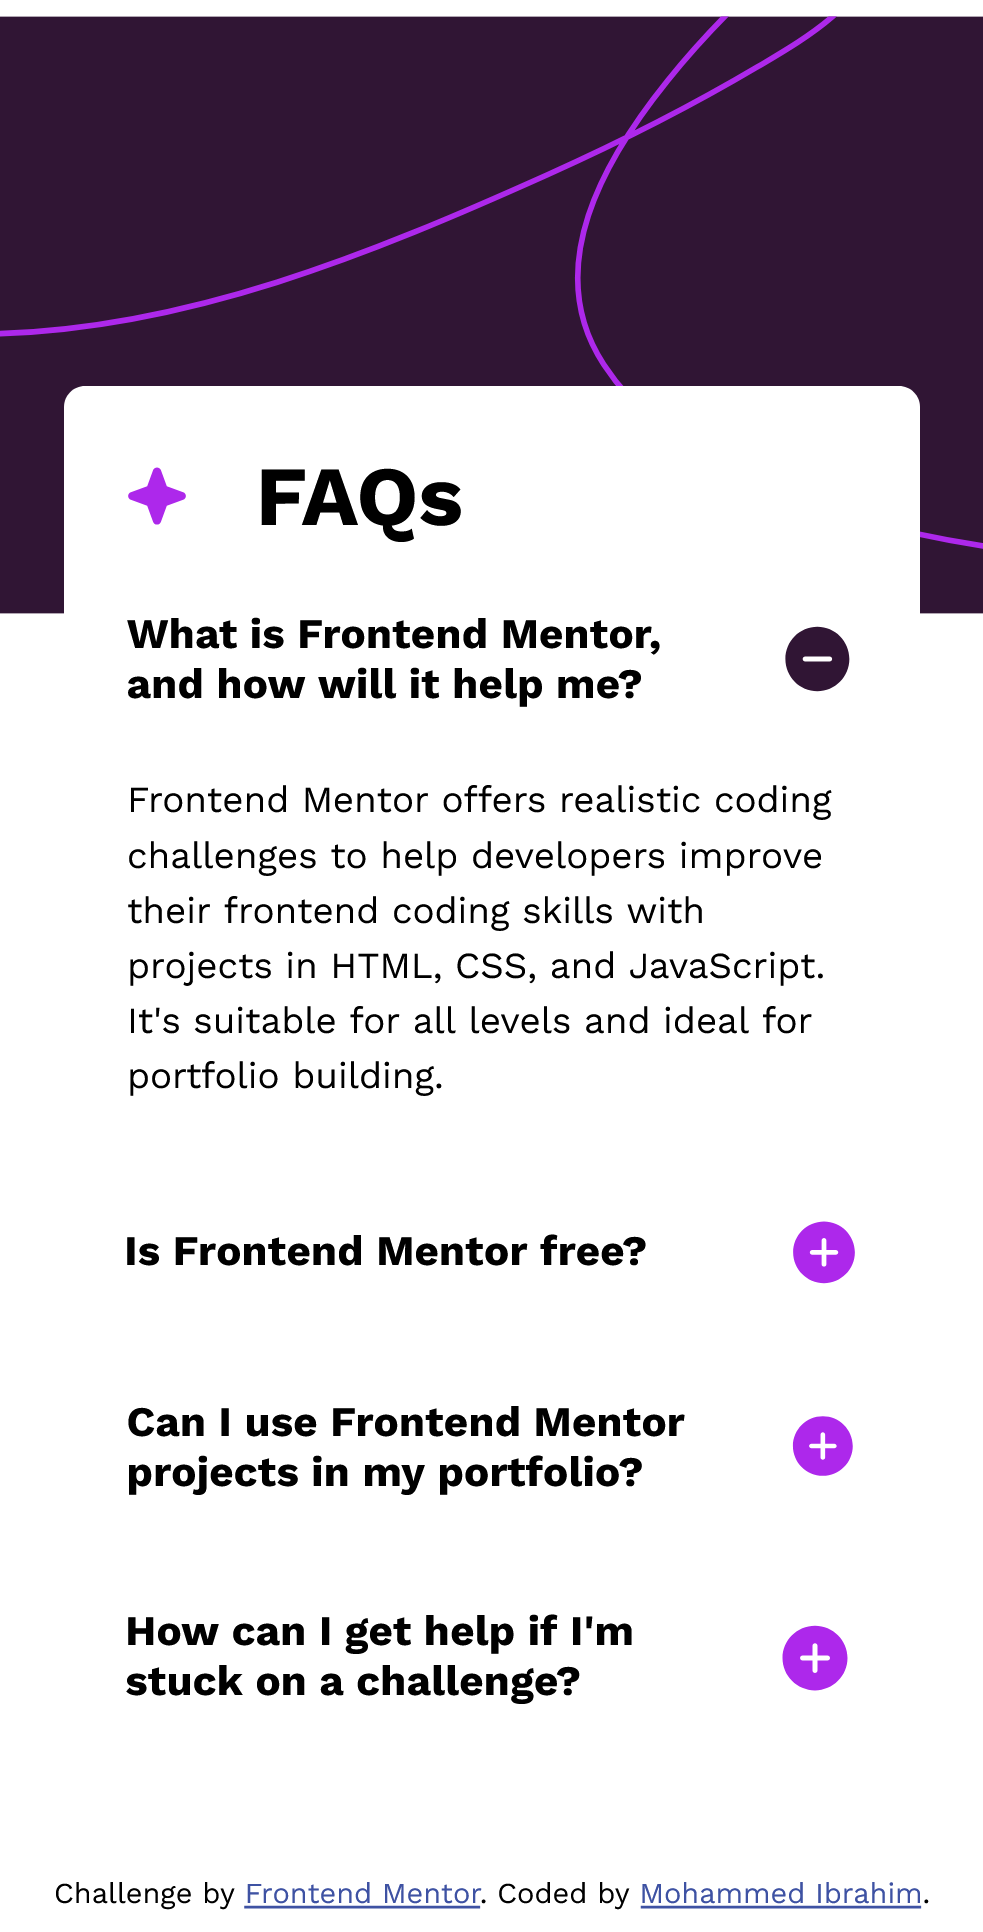 FAQs
What is Frontend Mentor,
and how will it help me?
Frontend Mentor offers realistic coding
challenges to help developers improve
their frontend coding skills with
projects in HTML, CSS, and JavaScript.
It's suitable for all levels and ideal for
portfolio building.
Is Frontend Mentor free?
Can I use Frontend Mentor
projects in my portfolio?
How can I get help if I'm
stuck on a challenge?
Challenge by Frontend Mentor. Coded by Mohammed Ibrahim.